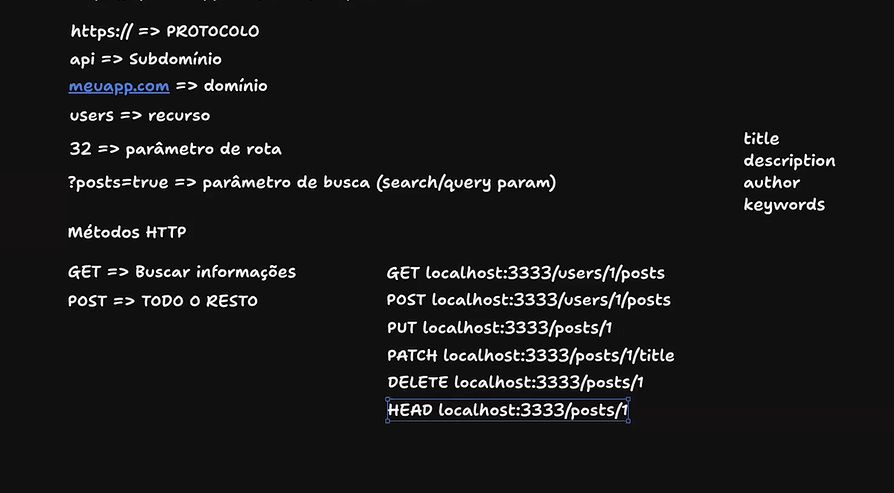 https:// => PROTOCOLO
api => Subdomínio
meuapp.com => domínio
users => recurso
32 => parâmetro de rota
?posts=true => parâmetro de busca (search/query param)
title
description
author
keywords
Métodos HTTP
GET => Buscar informações
POST => TODO O RESTO
GET localhost:3333/users/1/posts
POST localhost:3333/users/1/posts
PUT localhost:3333/posts/1
PATCH localhost:3333/posts/1/title
DELETE localhost:3333/posts/1
HEAD localhost:3333/posts/1